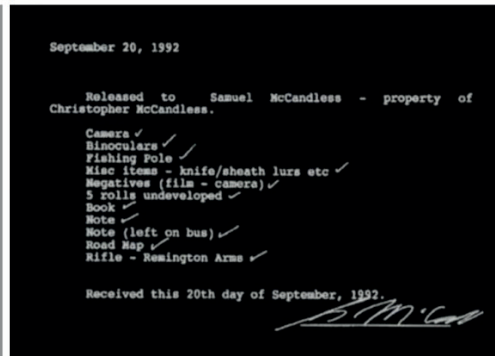 September 20, 1992
Released to Samuel McCandless - property of
Christopher McCandless.
Camera ✓
Binoculars ✓
Fishing Pole ✓
Misc items - knife/sheath lurs etc ✓
Negatives (film - camera) ✓
5 rolls undeveloped ✓
Book ✓
Note ✓
Note (left on bus) ✓
Road Map ✓
Rifle - Remington Arms ✓
Received this 20th day of September, 1992.